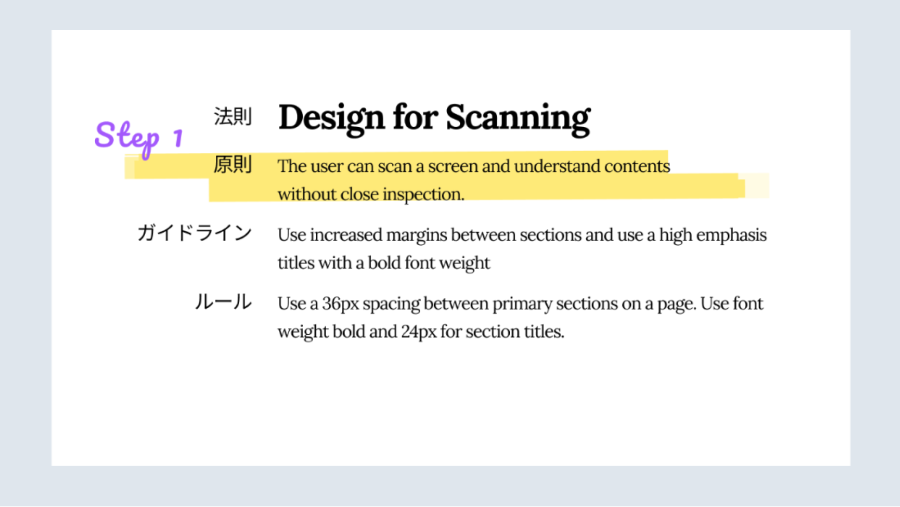 法則 Design for Scanning
Step 1
原則 The user can scan a screen and understand contents
without close inspection.
ガイドライン Use increased margins between sections and use a high emphasis
titles with a bold font weight
ルール Use a 36px spacing between primary sections on a page. Use font
weight bold and 24px for section titles.